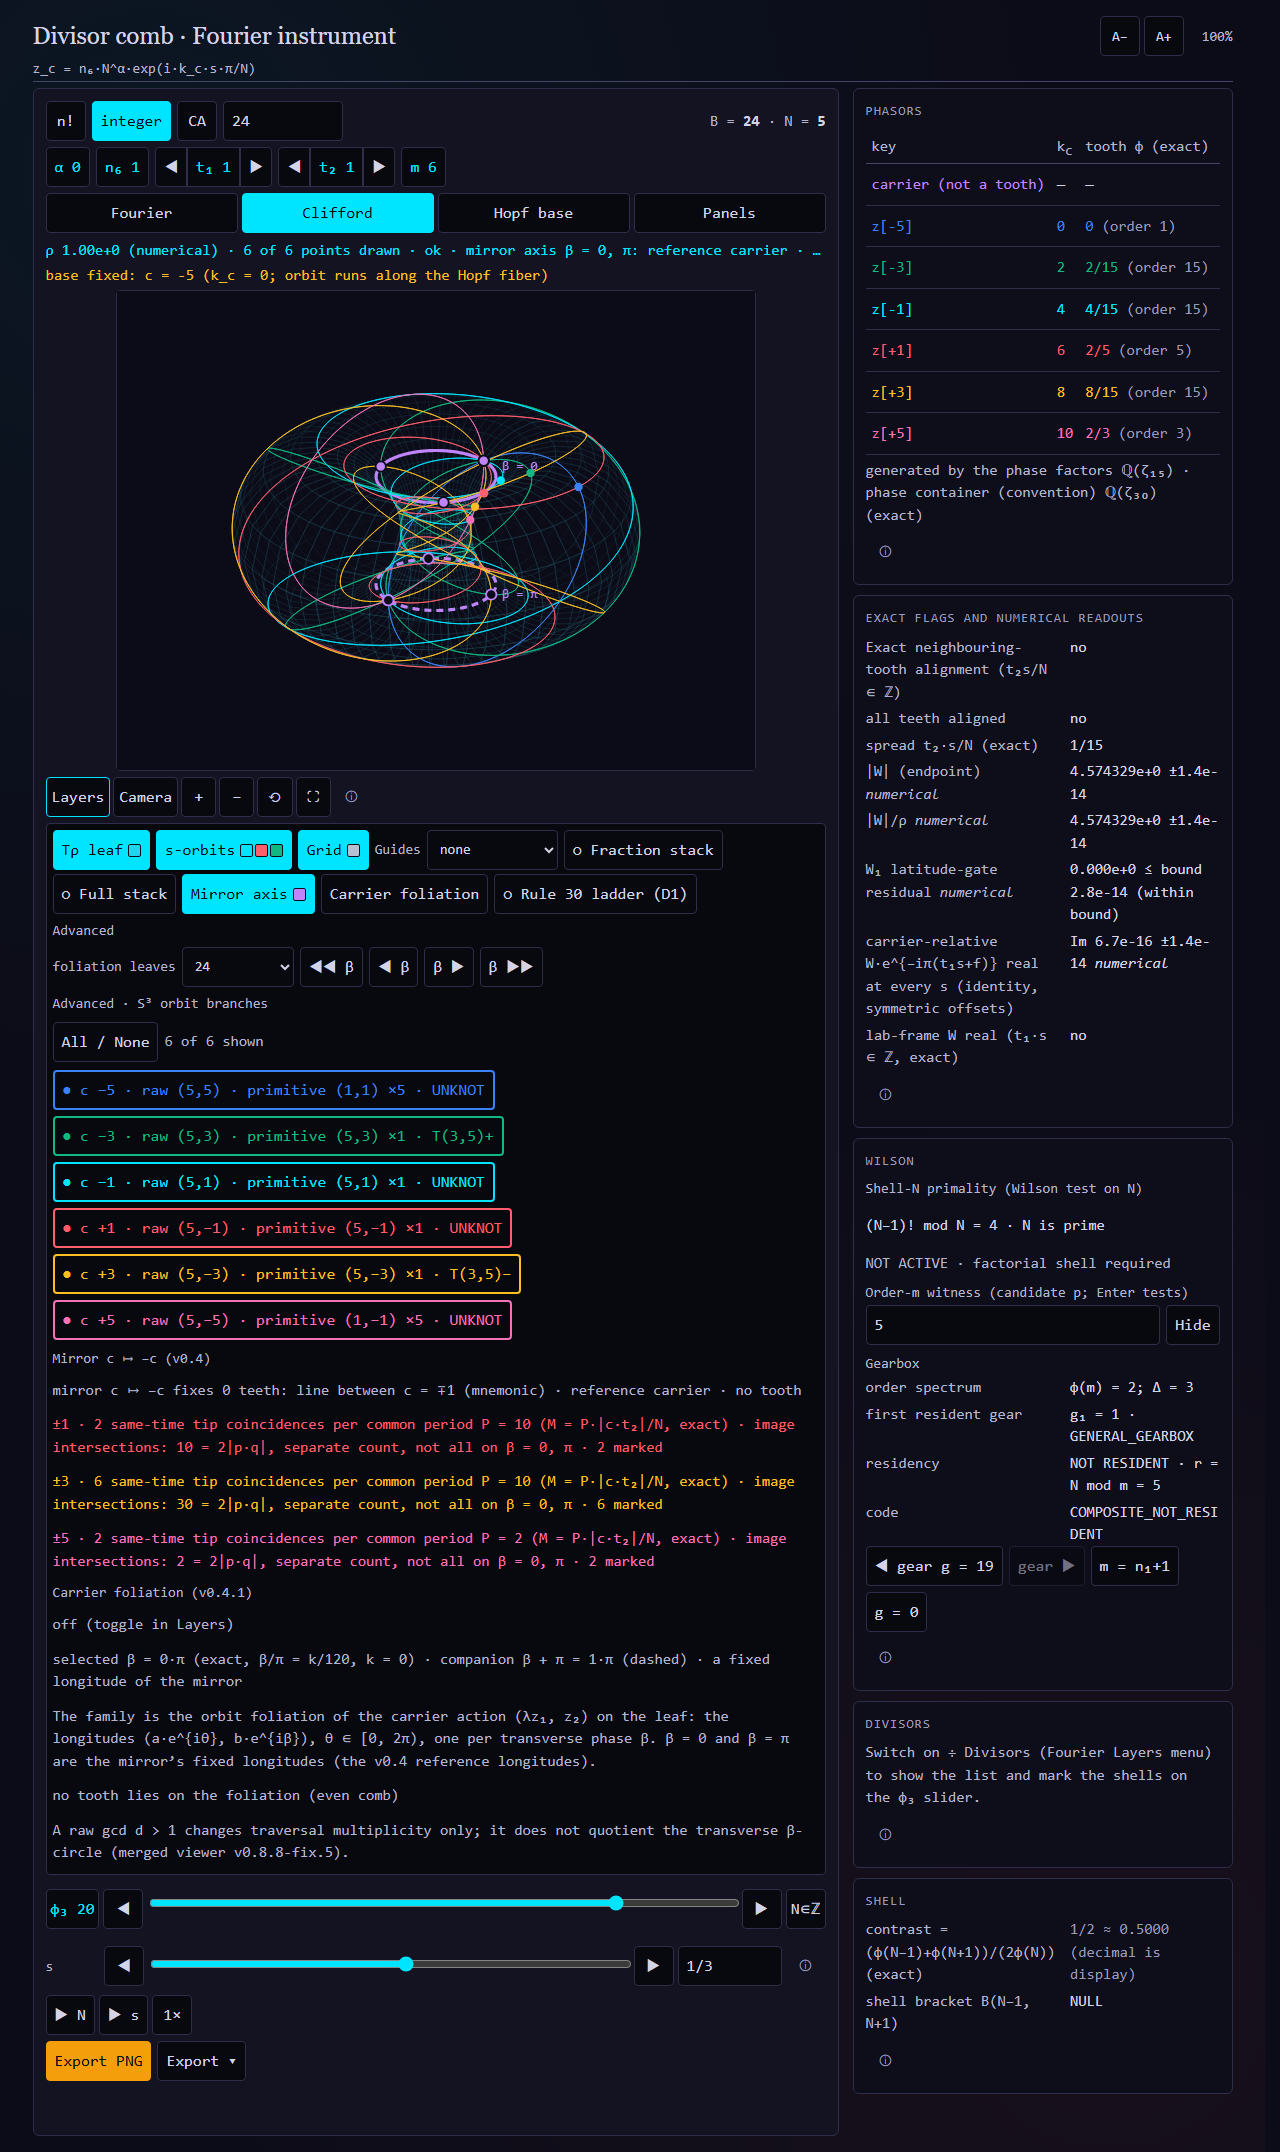 Divisor comb · Fourier instrument
A− A+ 100%
z_c = n₆·N^α·exp(i·k_c·s·π/N)
n! integer CA 24 B = 24 · N = 5
α 0 n₆ 1 ◀ t₁ 1 ▶ ◀ t₂ 1 ▶ m 6
Fourier Clifford Hopf base Panels
ρ 1.00e+0 (numerical) · 6 of 6 points drawn · ok · mirror axis β = 0, π: reference carrier · …
base fixed: c = -5 (k_c = 0; orbit runs along the Hopf fiber)
β = 0
β = π
Layers Camera + − ⟲ ⛶ ⓘ
Tρ leaf s-orbits Grid Guides none o Fraction stack
o Full stack Mirror axis Carrier foliation o Rule 30 ladder (D1)
Advanced
foliation leaves 24 ◀◀ β ◀ β β ▶ β ▶▶
Advanced · S³ orbit branches
All / None 6 of 6 shown
● c −5 · raw (5,5) · primitive (1,1) ×5 · UNKNOT
● c −3 · raw (5,3) · primitive (5,3) ×1 · T(3,5)+
● c −1 · raw (5,1) · primitive (5,1) ×1 · UNKNOT
● c +1 · raw (5,−1) · primitive (5,−1) ×1 · UNKNOT
● c +3 · raw (5,−3) · primitive (5,−3) ×1 · T(3,5)−
● c +5 · raw (5,−5) · primitive (1,−1) ×5 · UNKNOT
Mirror c ↦ −c (v0.4)
mirror c ↦ −c fixes 0 teeth: line between c = ∓1 (mnemonic) · reference carrier · no tooth
±1 · 2 same-time tip coincidences per common period P = 10 (M = P·|c·t₂|/N, exact) · image
intersections: 10 = 2|p·q|, separate count, not all on β = 0, π · 2 marked
±3 · 6 same-time tip coincidences per common period P = 10 (M = P·|c·t₂|/N, exact) · image
intersections: 30 = 2|p·q|, separate count, not all on β = 0, π · 6 marked
±5 · 2 same-time tip coincidences per common period P = 2 (M = P·|c·t₂|/N, exact) · image
intersections: 2 = 2|p·q|, separate count, not all on β = 0, π · 2 marked
Carrier foliation (v0.4.1)
off (toggle in Layers)
selected β = 0·π (exact, β/π = k/120, k = 0) · companion β + π = 1·π (dashed) · a fixed
longitude of the mirror
The family is the orbit foliation of the carrier action (λz₁, z₂) on the leaf: the
longitudes (a·e^{iθ}, b·e^{iβ}), θ ∈ [0, 2π), one per transverse phase β. β = 0 and β = π
are the mirror’s fixed longitudes (the v0.4 reference longitudes).
no tooth lies on the foliation (even comb)
A raw gcd d > 1 changes traversal multiplicity only; it does not quotient the transverse β-
circle (merged viewer v0.8.8-fix.5).
ϕ₃ 20 ◀ ▶ N∈ℤ
s ◀ ▶ 1/3 ⓘ
▶ N ▶ s 1×
Export PNG Export ▾
PHASORS
key k_c tooth ϕ (exact)
carrier (not a tooth) — —
z[-5] 0 0 (order 1)
z[-3] 2 2/15 (order 15)
z[-1] 4 4/15 (order 15)
z[+1] 6 2/5 (order 5)
z[+3] 8 8/15 (order 15)
z[+5] 10 2/3 (order 3)
generated by the phase factors ℚ(ζ₁₅) ·
phase container (convention) ℚ(ζ₃₀)
(exact)
ⓘ
EXACT FLAGS AND NUMERICAL READOUTS
Exact neighbouring- no
tooth alignment (t₂s/N
∈ ℤ)
all teeth aligned no
spread t₂·s/N (exact) 1/15
|W| (endpoint) 4.574329e+0 ±1.4e-
numerical 14
|W|/ρ numerical 4.574329e+0 ±1.4e-
14
W₁ latitude-gate 0.000e+0 ≤ bound
residual numerical 2.8e-14 (within
bound)
carrier-relative Im 6.7e-16 ±1.4e-
W·e^{−iπ(t₁s+f)} real 14 numerical
at every s (identity,
symmetric offsets)
lab-frame W real (t₁·s no
∈ ℤ, exact)
ⓘ
WILSON
Shell-N primality (Wilson test on N)
(N−1)! mod N = 4 · N is prime
NOT ACTIVE · factorial shell required
Order-m witness (candidate p; Enter tests)
5 Hide
Gearbox
order spectrum ϕ(m) = 2; Δ = 3
first resident gear g₁ = 1 ·
GENERAL_GEARBOX
residency NOT RESIDENT · r =
N mod m = 5
code COMPOSITE_NOT_RESI
DENT
◀ gear g = 19 gear ▶ m = n₁+1
g = 0
ⓘ
DIVISORS
Switch on ÷ Divisors (Fourier Layers menu)
to show the list and mark the shells on
the ϕ₃ slider.
ⓘ
SHELL
contrast = 1/2 ≈ 0.5000
(ϕ(N−1)+ϕ(N+1))/(2ϕ(N)) (decimal is
(exact) display)
shell bracket B(N−1, NULL
N+1)
ⓘ